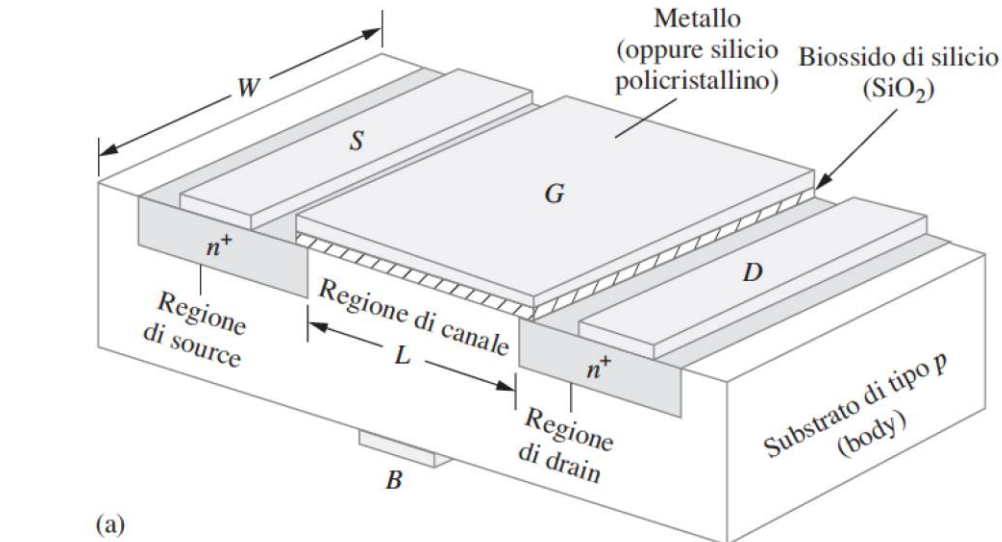 Metallo
(oppure silicio
policristallino)
Biossido di silicio
(SiO₂)
W
S
G
D
n⁺
Regione
di source
Regione di canale
L
n⁺
Regione
di drain
Substrato di tipo p
(body)
B
(a)